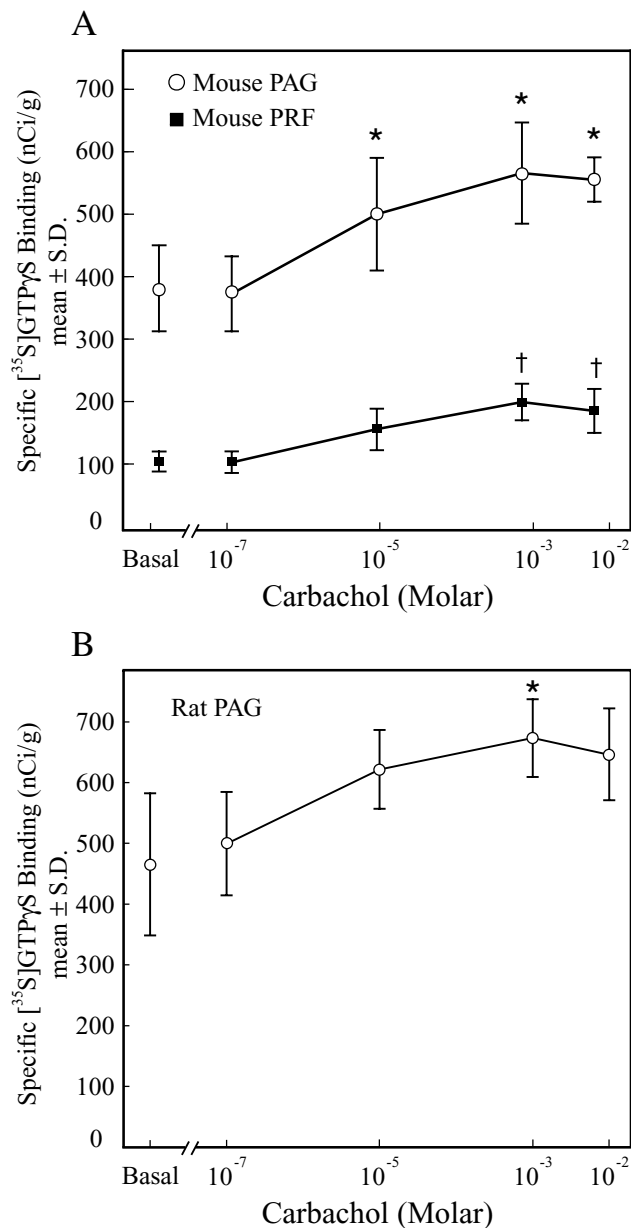 A
Specific [³⁵S]GTPγS Binding (nCi/g)
mean ± S.D.
700
600
500
400
300
200
100
0
Mouse PAG
Mouse PRF
*
*
*
†
†
Basal
10⁻⁷
10⁻⁵
10⁻³
10⁻²
Carbachol (Molar)
B
Specific [³⁵S]GTPγS Binding (nCi/g)
mean ± S.D.
700
600
500
400
300
200
100
0
Rat PAG
*
Basal
10⁻⁷
10⁻⁵
10⁻³
10⁻²
Carbachol (Molar)